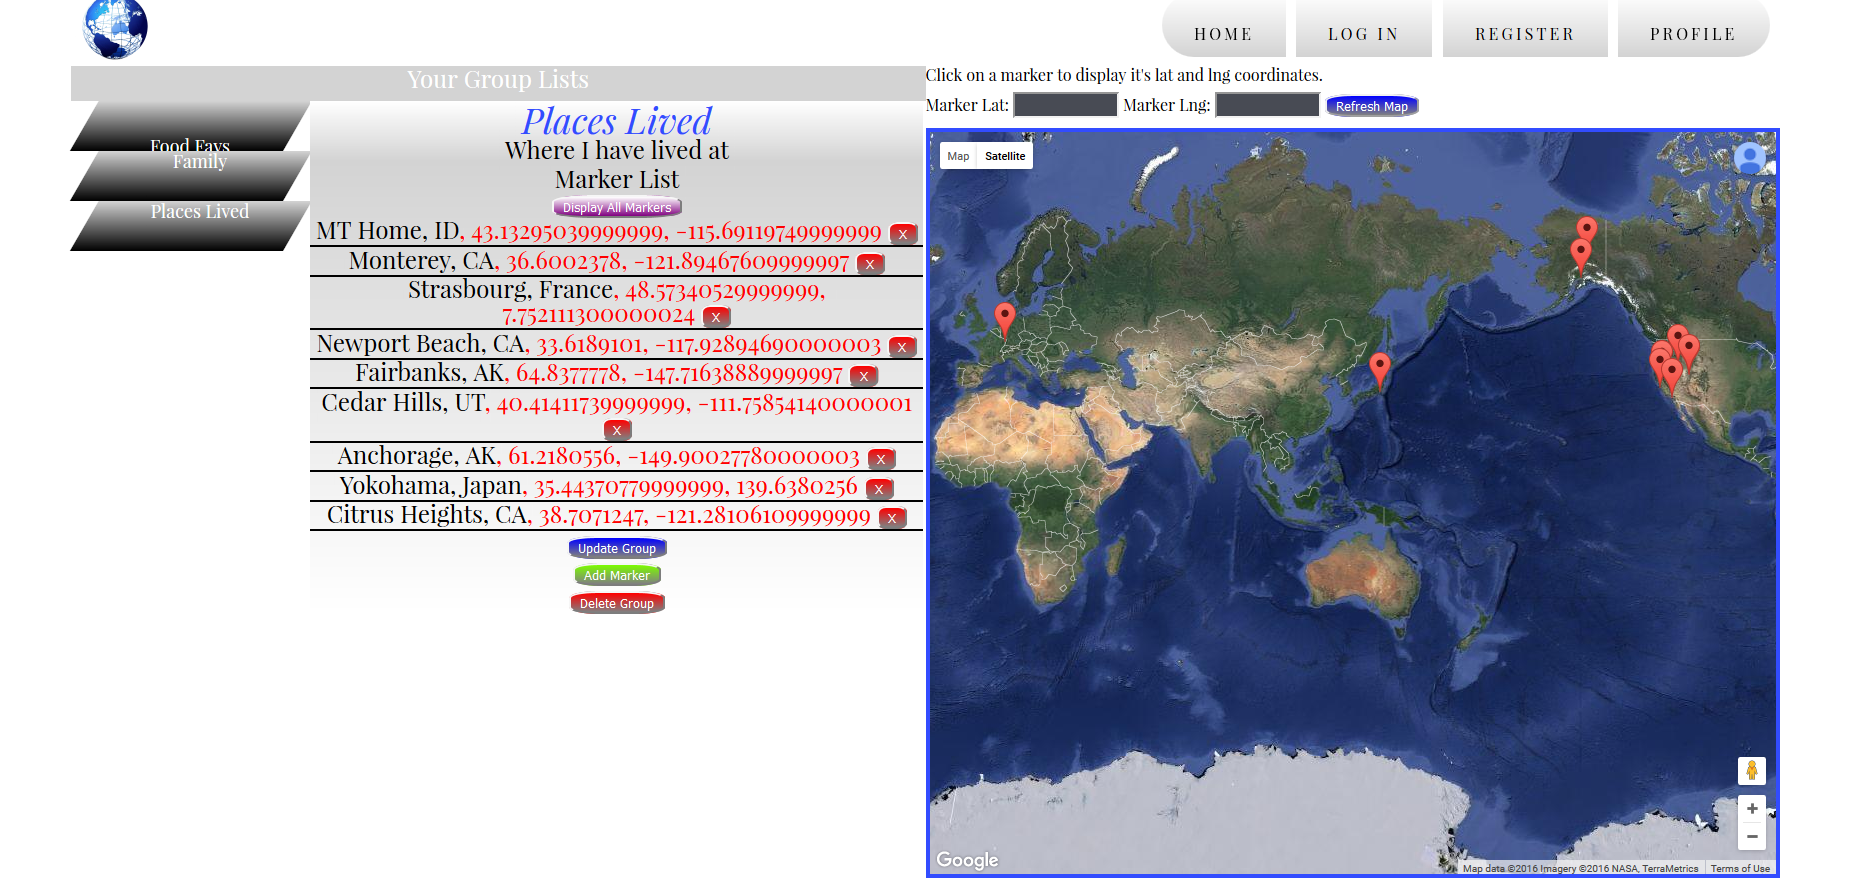 HOME
LOG IN
REGISTER
PROFILE
Your Group Lists
Food Favs
Family
Places Lived
Places Lived
Where I have lived at
Marker List
Display All Markers
MT Home, ID, 43.13295039999999, -115.69119749999999 X
Monterey, CA, 36.6002378, -121.89467609999997 X
Strasbourg, France, 48.57340529999999,
7.752111300000024 X
Newport Beach, CA, 33.6189101, -117.92894690000003 X
Fairbanks, AK, 64.8377778, -147.71638889999997 X
Cedar Hills, UT, 40.41411739999999, -111.75854140000001
X
Anchorage, AK, 61.2180556, -149.90027780000003 X
Yokohama, Japan, 35.44370779999999, 139.6380256 X
Citrus Heights, CA, 38.7071247, -121.28106109999999 X
Update Group
Add Marker
Delete Group
Click on a marker to display it's lat and lng coordinates.
Marker Lat: Marker Lng: Refresh Map
Map Satellite
Google
Map data ©2016 Imagery ©2016 NASA, TerraMetrics Terms of Use